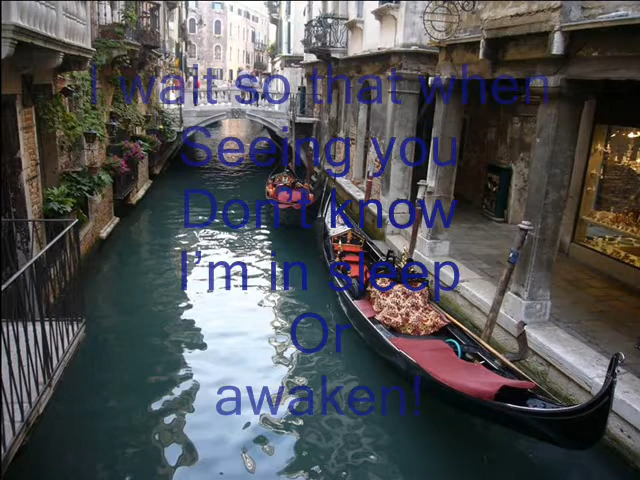 I wait so that when
Seeing you
Don't know
I'm in sleep
Or
awaken!